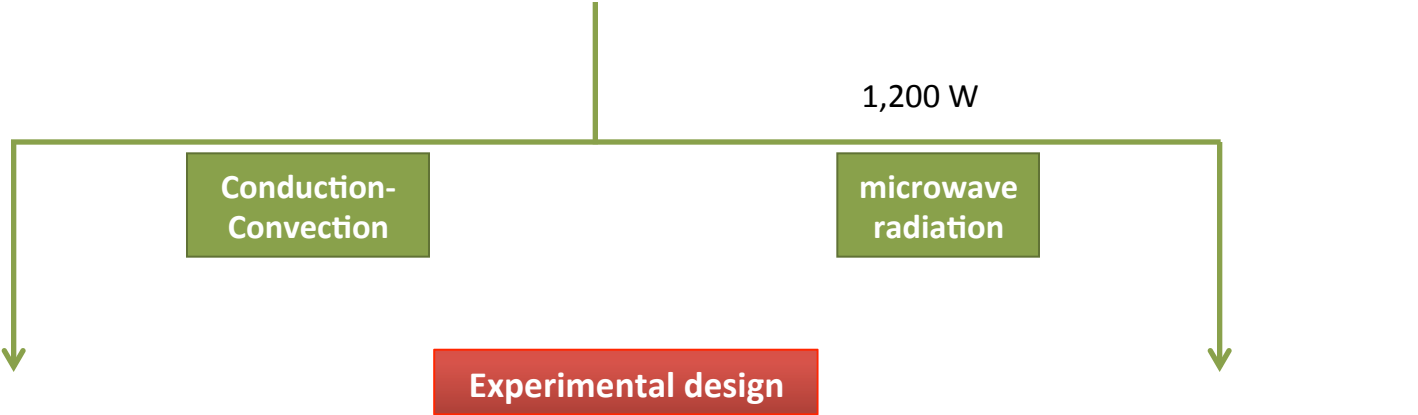 1,200 W
Conduction-
Convection
microwave
radiation
Experimental design